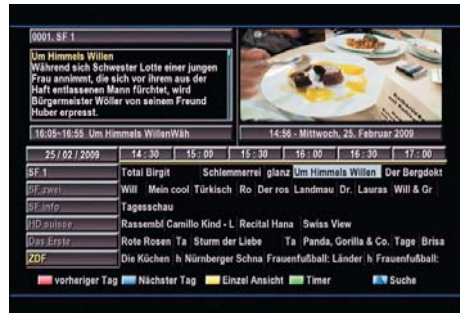 0001. SF 1
Um Himmels Willen
Während sich Schwester Lotte einer jungen
Frau annimmt, die sich vor ihrem aus der
Haft entlassenen Mann fürchtet, wird
Bürgermeister Wöller von seinem Freund
Huber erpresst.
16:05~16:55 Um Himmels WillenWäh
14:56 - Mittwoch, 25. Februar 2009
25 / 02 / 2009 14 : 30 15 : 00 15 : 30 16 : 00 16 : 30 17 : 00
SF 1 Total Birgit Schlemmerrei glanz Um Himmels Willen Der Bergdokt
SF zwei Will Mein cool Türkisch Ro Der ros Landmau Dr. Lauras Will & Gr
SF info Tagesschau
HD suisse Rassembl Camillo Kind - L Recital Hana Swiss View
Das Erste Rote Rosen Ta Sturm der Liebe Ta Panda, Gorilla & Co. Tage Brisa
ZDF Die Küchen h Nürnberger Schna Frauenfußball: Länder h Frauenfußball:
vorheriger Tag Nächster Tag Einzel Ansicht Timer Suche